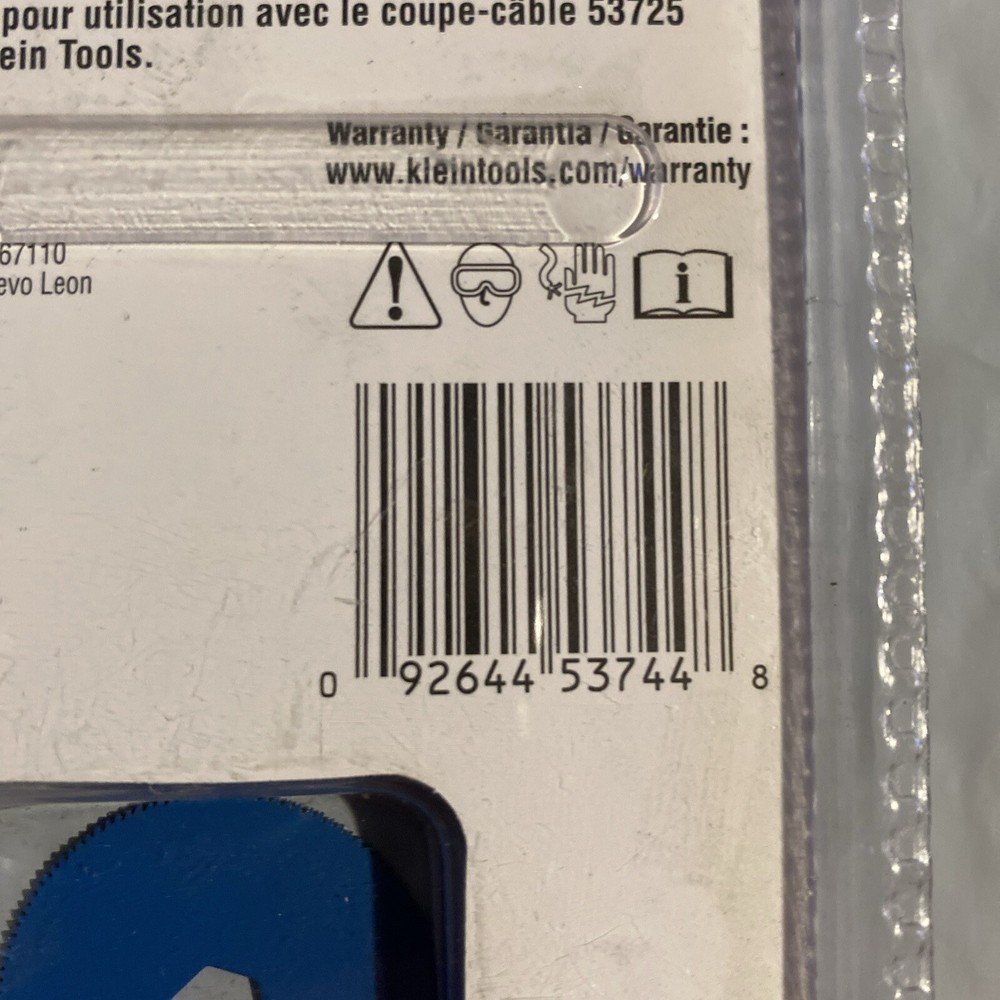 pour utilisation avec le coupe-câble 53725
ein Tools.
Warranty / Garantía / Garantie :
www.kleintools.com/warranty
67110
evo Leon
i
0 92644 53744 8